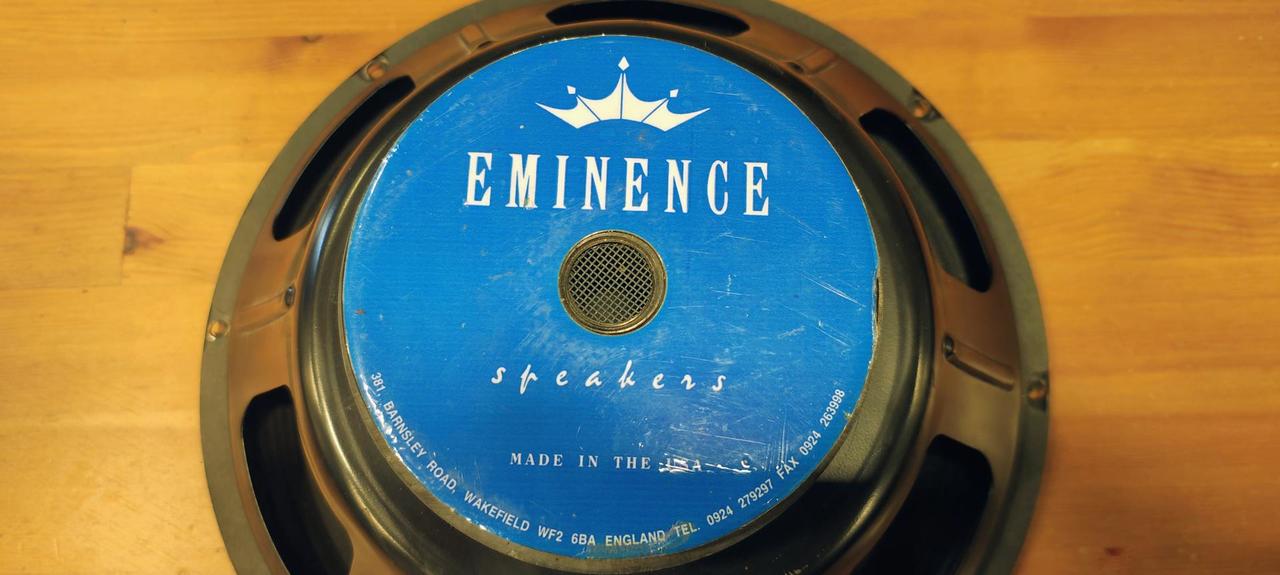 EMINENCE
speakers
MADE IN THE
381, BARNSLEY ROAD, WAKEFIELD WF2 6BA ENGLAND TEL. 0924 279297 FAX 0924 263998